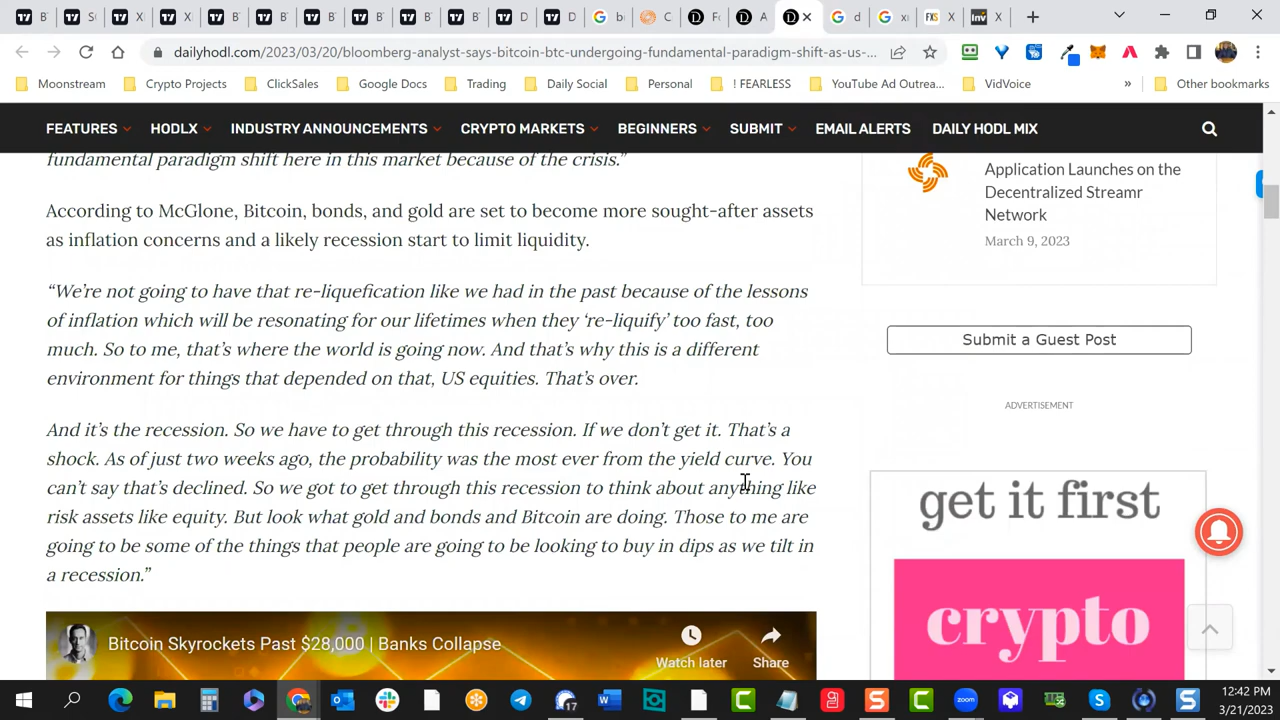 B
S
X
X
B
B
B
B
B
B
D
D
b
C
Fo
A
d
x
X
X
dailyhodl.com/2023/03/20/bloomberg-analyst-says-bitcoin-btc-undergoing-fundamental-paradigm-shift-as-us-...
Moonstream
Crypto Projects
ClickSales
Google Docs
Trading
Daily Social
Personal
! FEARLESS
YouTube Ad Outrea...
VidVoice
»
Other bookmarks
FEATURES
HODLX
INDUSTRY ANNOUNCEMENTS
CRYPTO MARKETS
BEGINNERS
SUBMIT
EMAIL ALERTS
DAILY HODL MIX
fundamental paradigm shift here in this market because of the crisis.”
According to McGlone, Bitcoin, bonds, and gold are set to become more sought-after assets
as inflation concerns and a likely recession start to limit liquidity.
“We’re not going to have that re-liquefication like we had in the past because of the lessons
of inflation which will be resonating for our lifetimes when they ‘re-liquify’ too fast, too
much. So to me, that’s where the world is going now. And that’s why this is a different
environment for things that depended on that, US equities. That’s over.
And it’s the recession. So we have to get through this recession. If we don’t get it. That’s a
shock. As of just two weeks ago, the probability was the most ever from the yield curve. You
can’t say that’s declined. So we got to get through this recession to think about anything like
risk assets like equity. But look what gold and bonds and Bitcoin are doing. Those to me are
going to be some of the things that people are going to be looking to buy in dips as we tilt in
a recession.”
Bitcoin Skyrockets Past $28,000 | Banks Collapse
Watch later
Share
Application Launches on the
Decentralized Streamr
Network
March 9, 2023
Submit a Guest Post
ADVERTISEMENT
get it first
crypto
12:42 PM
3/21/2023